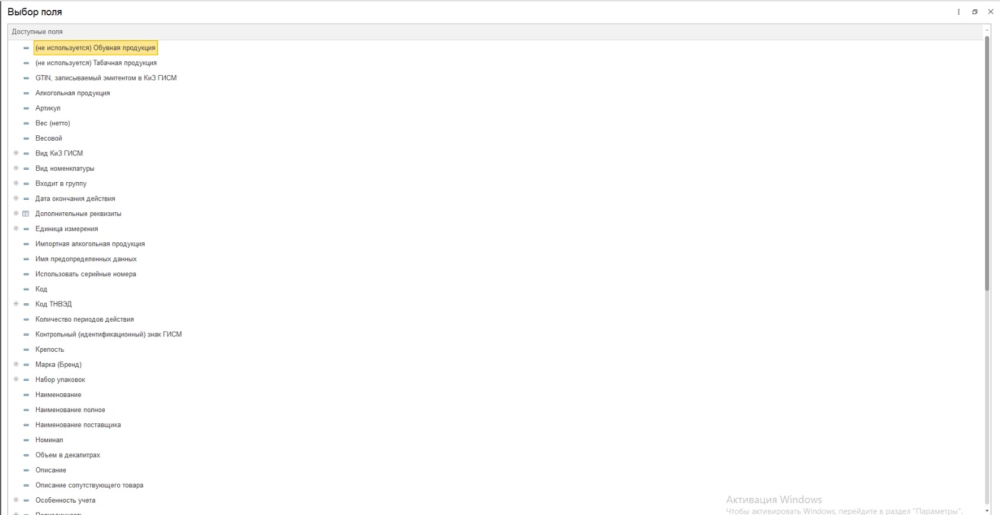 Выбор поля
Доступные поля
(не используется) Обувная продукция
(не используется) Табачная продукция
GTIN, записываемый эмитентом в КиЗ ГИСМ
Алкогольная продукция
Артикул
Вес (нетто)
Весовой
Вид КиЗ ГИСМ
Вид номенклатуры
Входит в группу
Дата окончания действия
Дополнительные реквизиты
Единица измерения
Импортная алкогольная продукция
Имя предопределенных данных
Использовать серийные номера
Код
Код ТНВЭД
Количество периодов действия
Контрольный (идентификационный) знак ГИСМ
Крепость
Марка (Бренд)
Набор упаковок
Наименование
Наименование полное
Наименование поставщика
Номинал
Объем в декалитрах
Описание
Описание сопутствующего товара
Особенность учета
Активация Windows
Чтобы активировать Windows, перейдите в раздел "Параметры".